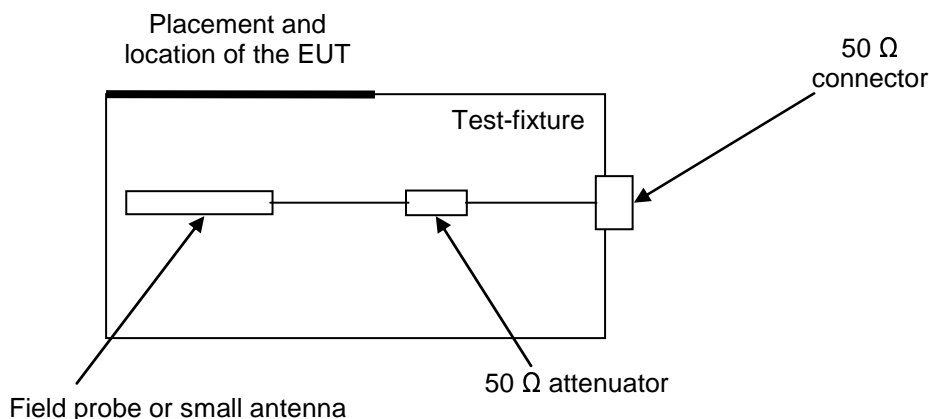 Placement and
location of the EUT
50 Ω
connector
Test-fixture
50 Ω attenuator
Field probe or small antenna